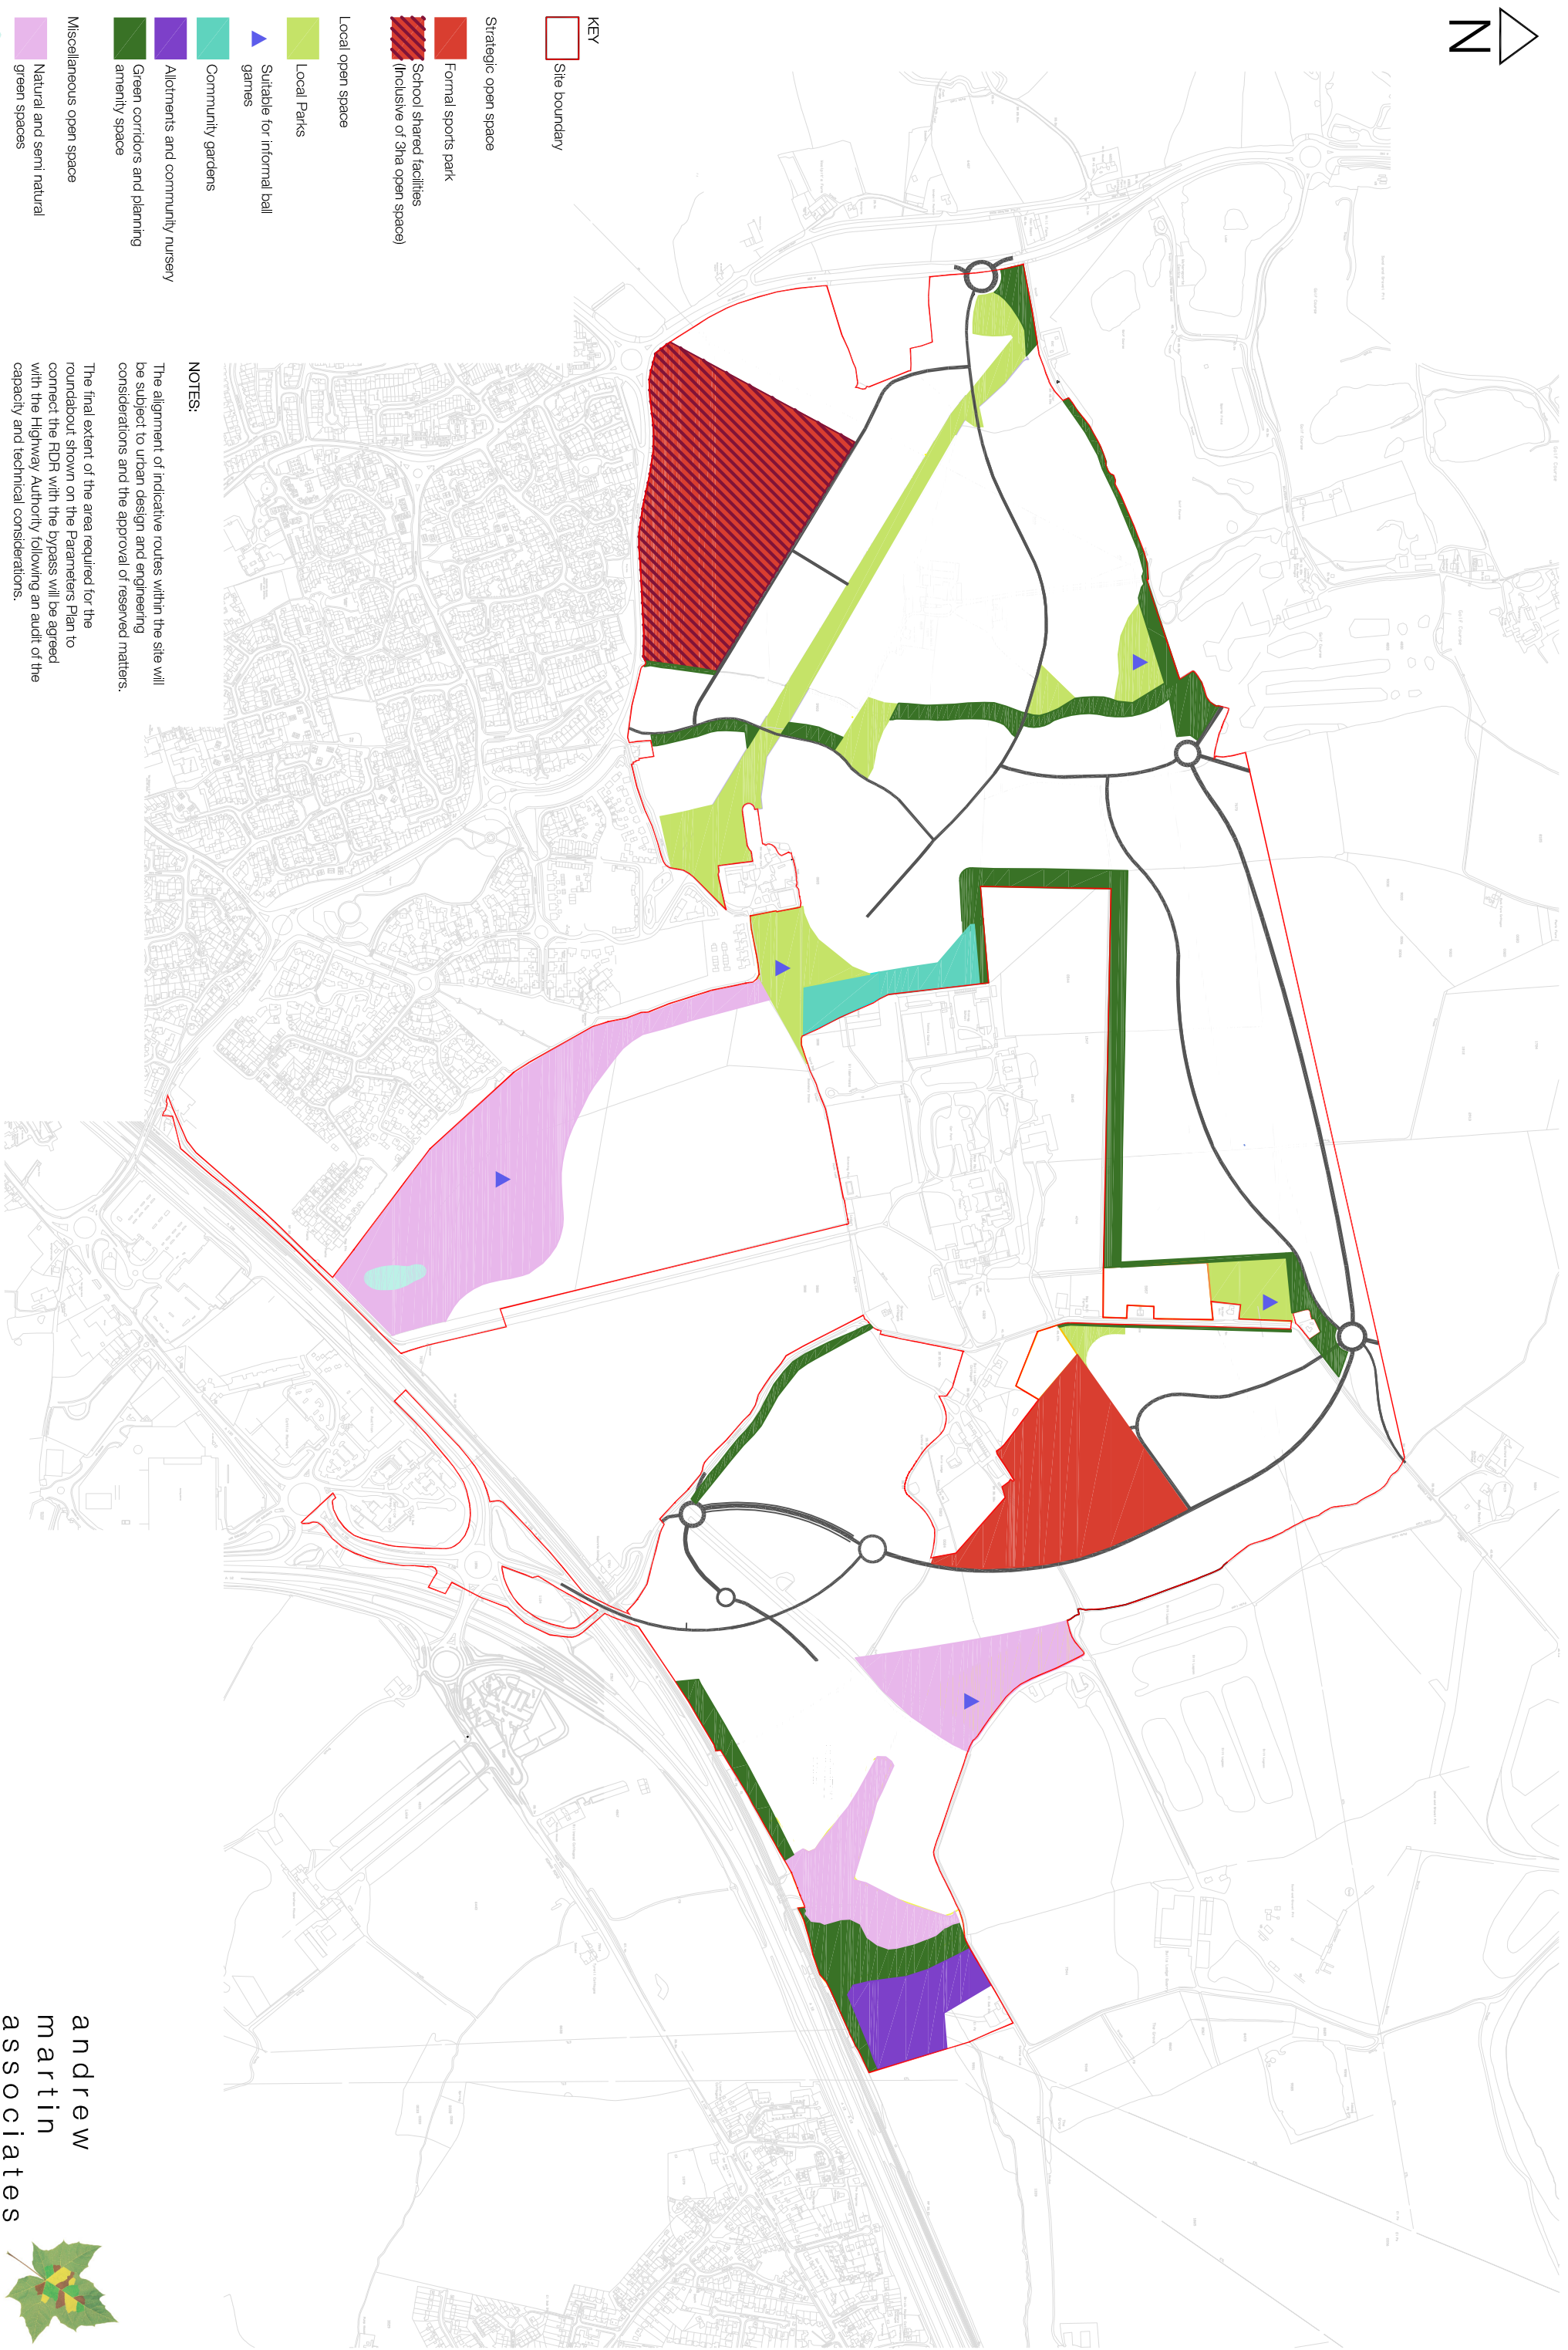 N
KEY
Site boundary
Strategic open space
Formal sports park
School shared facilities
(Inclusive of 3ha open space)
Local open space
Local Parks
Suitable for informal ball
games
Community gardens
Allotments and community nursery
Green corridors and planning
amenity space
Miscellaneous open space
Natural and semi natural
green spaces
NOTES:
The alignment of indicative routes within the site will
be subject to urban design and engineering
considerations and the approval of reserved matters.
The final extent of the area required for the
roundabout shown on the Parameters Plan to
connect the RDR with the bypass will be agreed
with the Highway Authority following an audit of the
capacity and technical considerations.
andrew
martin
associates